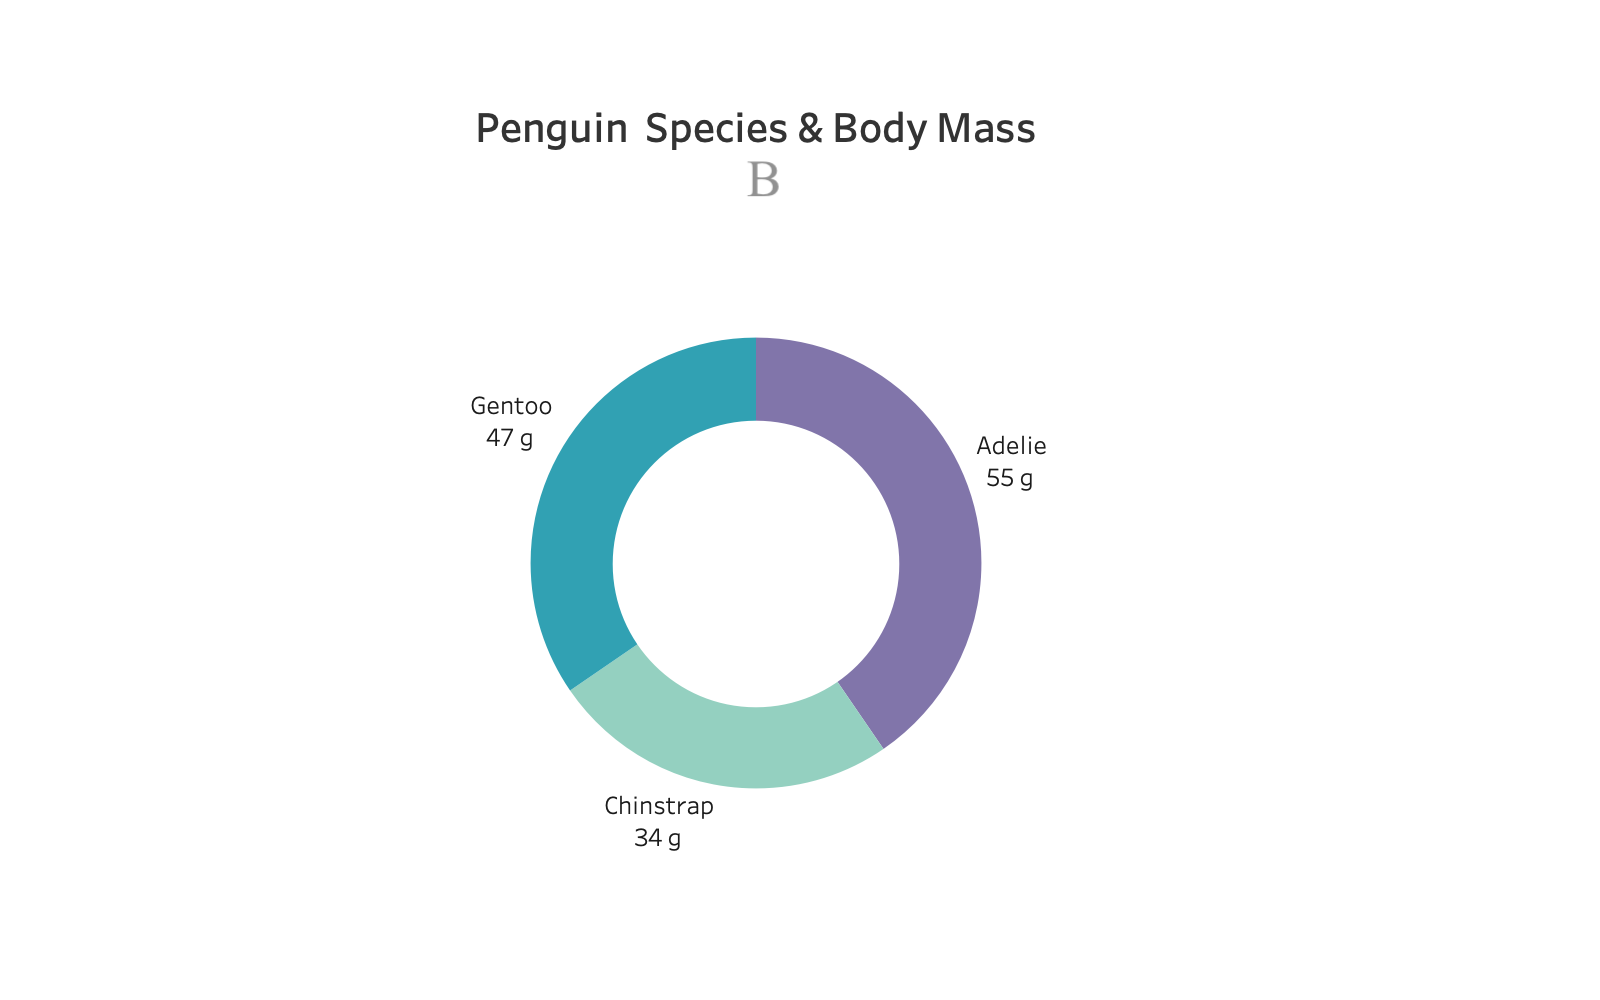 Penguin Species & Body Mass
B
Gentoo
47 g
Adelie
55 g
Chinstrap
34 g